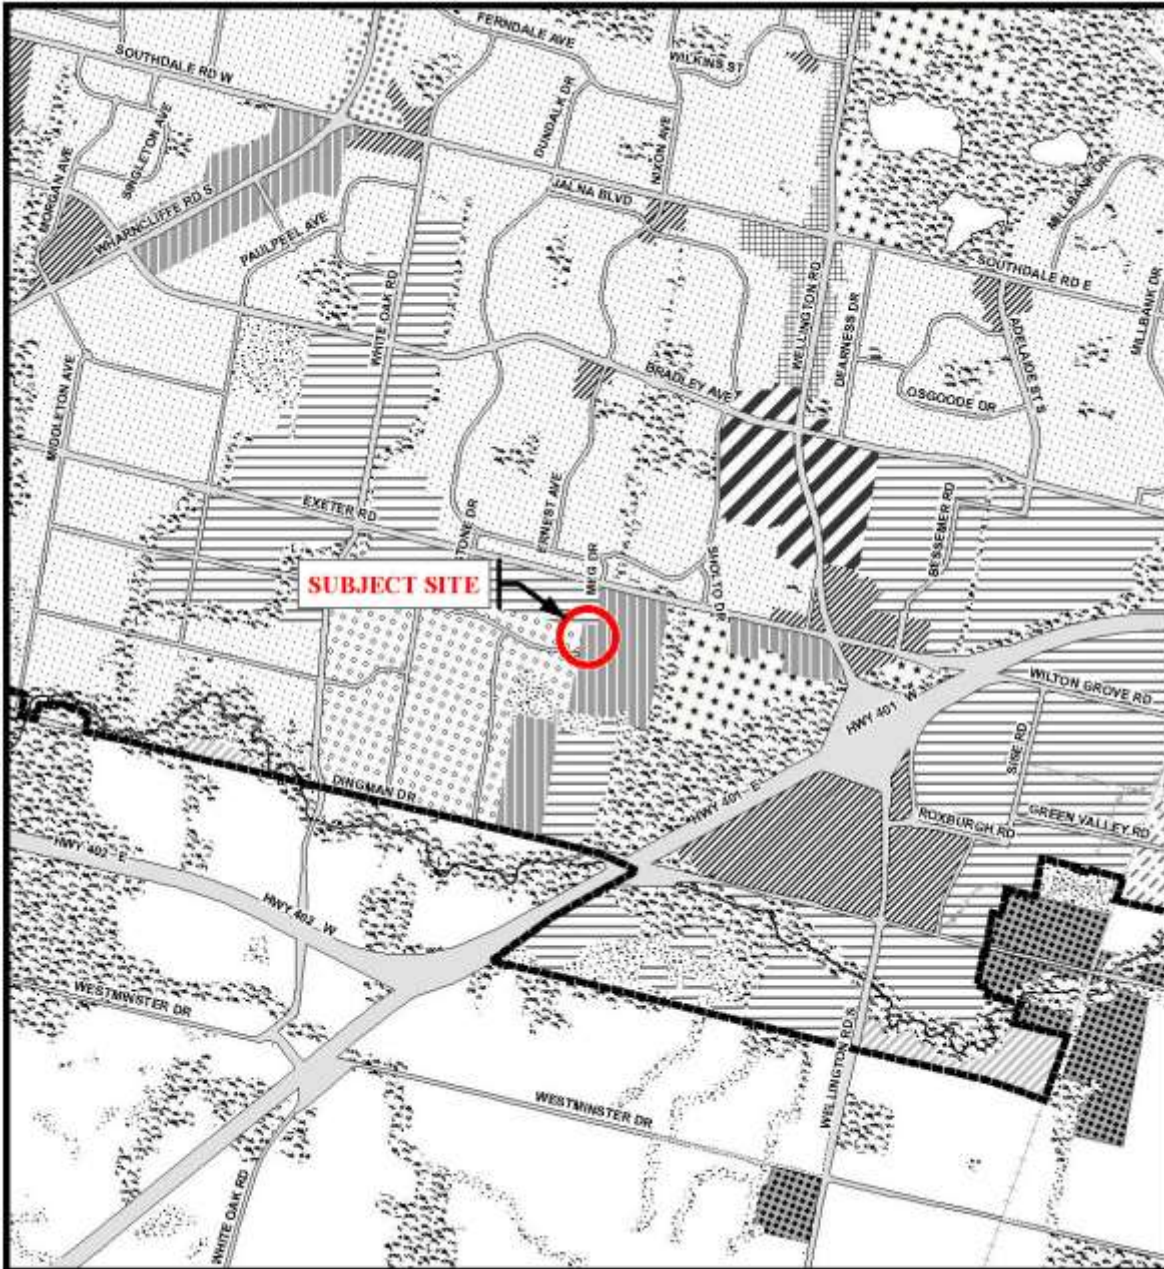 FERNDALE AVE
SOUTHDALE RD W
WILKINS ST
DUNDALK DR
SINGLETON AVE
NIXON AVE
MORGAN AVE
JALNA BLVD
MILLBANK DR
WHARNCLIFFE RD S
PAULPEEL AVE
SOUTHDALE RD E
WHITE OAK RD
WELLINGTON RD
DEARNESS DR
MILLBANK DR
ADELAIDE ST S
MIDDLETON AVE
BRADLEY AVE
OSGOODE DR
EXETER RD
TONE DR
ERNEST AVE
BESSEMER RD
MEG DR
SHOLTO DR
SUBJECT SITE
WILTON GROVE RD
HWY 401 - W
SISE RD
DINGMAN DR
HWY 401 - E
ROXBURGH RD
GREEN VALLEY RD
HWY 402 - E
HWY 402 - W
WESTMINSTER DR
WELLINGTON RD S
WESTMINSTER DR
WHITE OAK RD